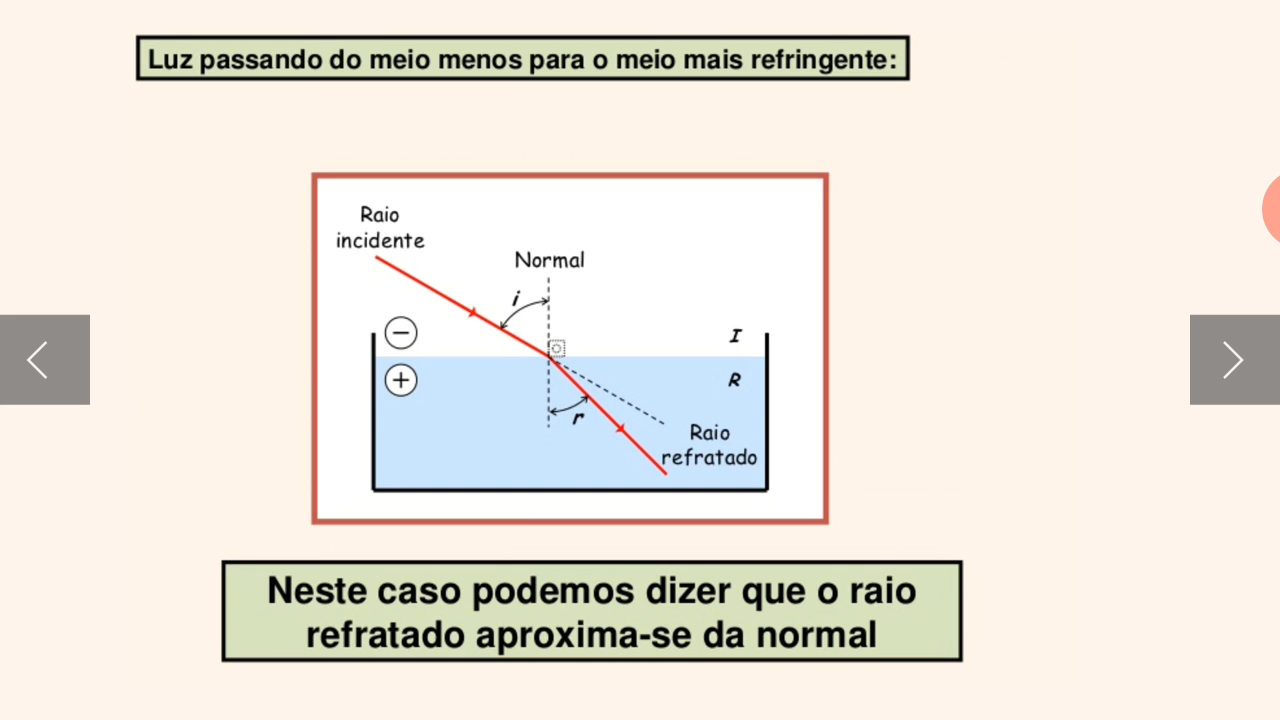 Luz passando do meio menos para o meio mais refringente:
Raio
incidente
Normal
i
−
I
+
R
r
Raio
refratado
Neste caso podemos dizer que o raio
refratado aproxima-se da normal